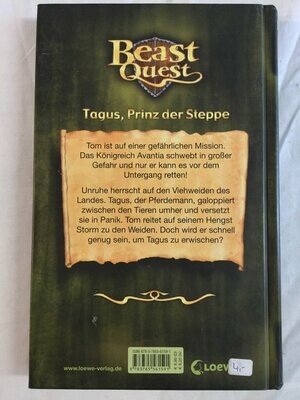 Beast
Quest
Tagus, Prinz der Steppe
Tom ist auf einer gefährlichen Mission.
Das Königreich Avantia schwebt in großer
Gefahr und nur er kann es vor dem
Untergang retten!
Unruhe herrscht auf den Viehweiden des
Landes. Tagus, der Pferdemann, galoppiert
zwischen den Tieren umher und versetzt
sie in Panik. Tom reitet auf seinem Hengst
Storm zu den Weiden. Doch wird er schnell
genug sein, um Tagus zu erwischen?
www.loewe-verlag.de
Loewe